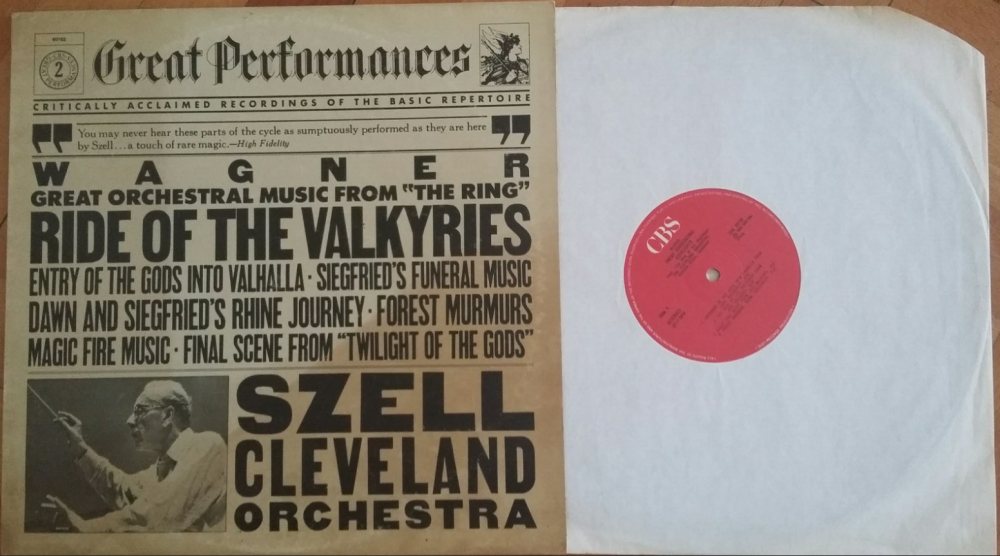 60102
2
Great Performances
CRITICALLY ACCLAIMED RECORDINGS OF THE BASIC REPERTOIRE
" You may never hear these parts of the cycle as sumptuously performed as they are here "
by Szell...a touch of rare magic.—High Fidelity
WAGNER
GREAT ORCHESTRAL MUSIC FROM "THE RING"
RIDE OF THE VALKYRIES
ENTRY OF THE GODS INTO VALHALLA · SIEGFRIED'S FUNERAL MUSIC
DAWN AND SIEGFRIED'S RHINE JOURNEY · FOREST MURMURS
MAGIC FIRE MUSIC · FINAL SCENE FROM "TWILIGHT OF THE GODS"
SZELL
CLEVELAND
ORCHESTRA
CBS